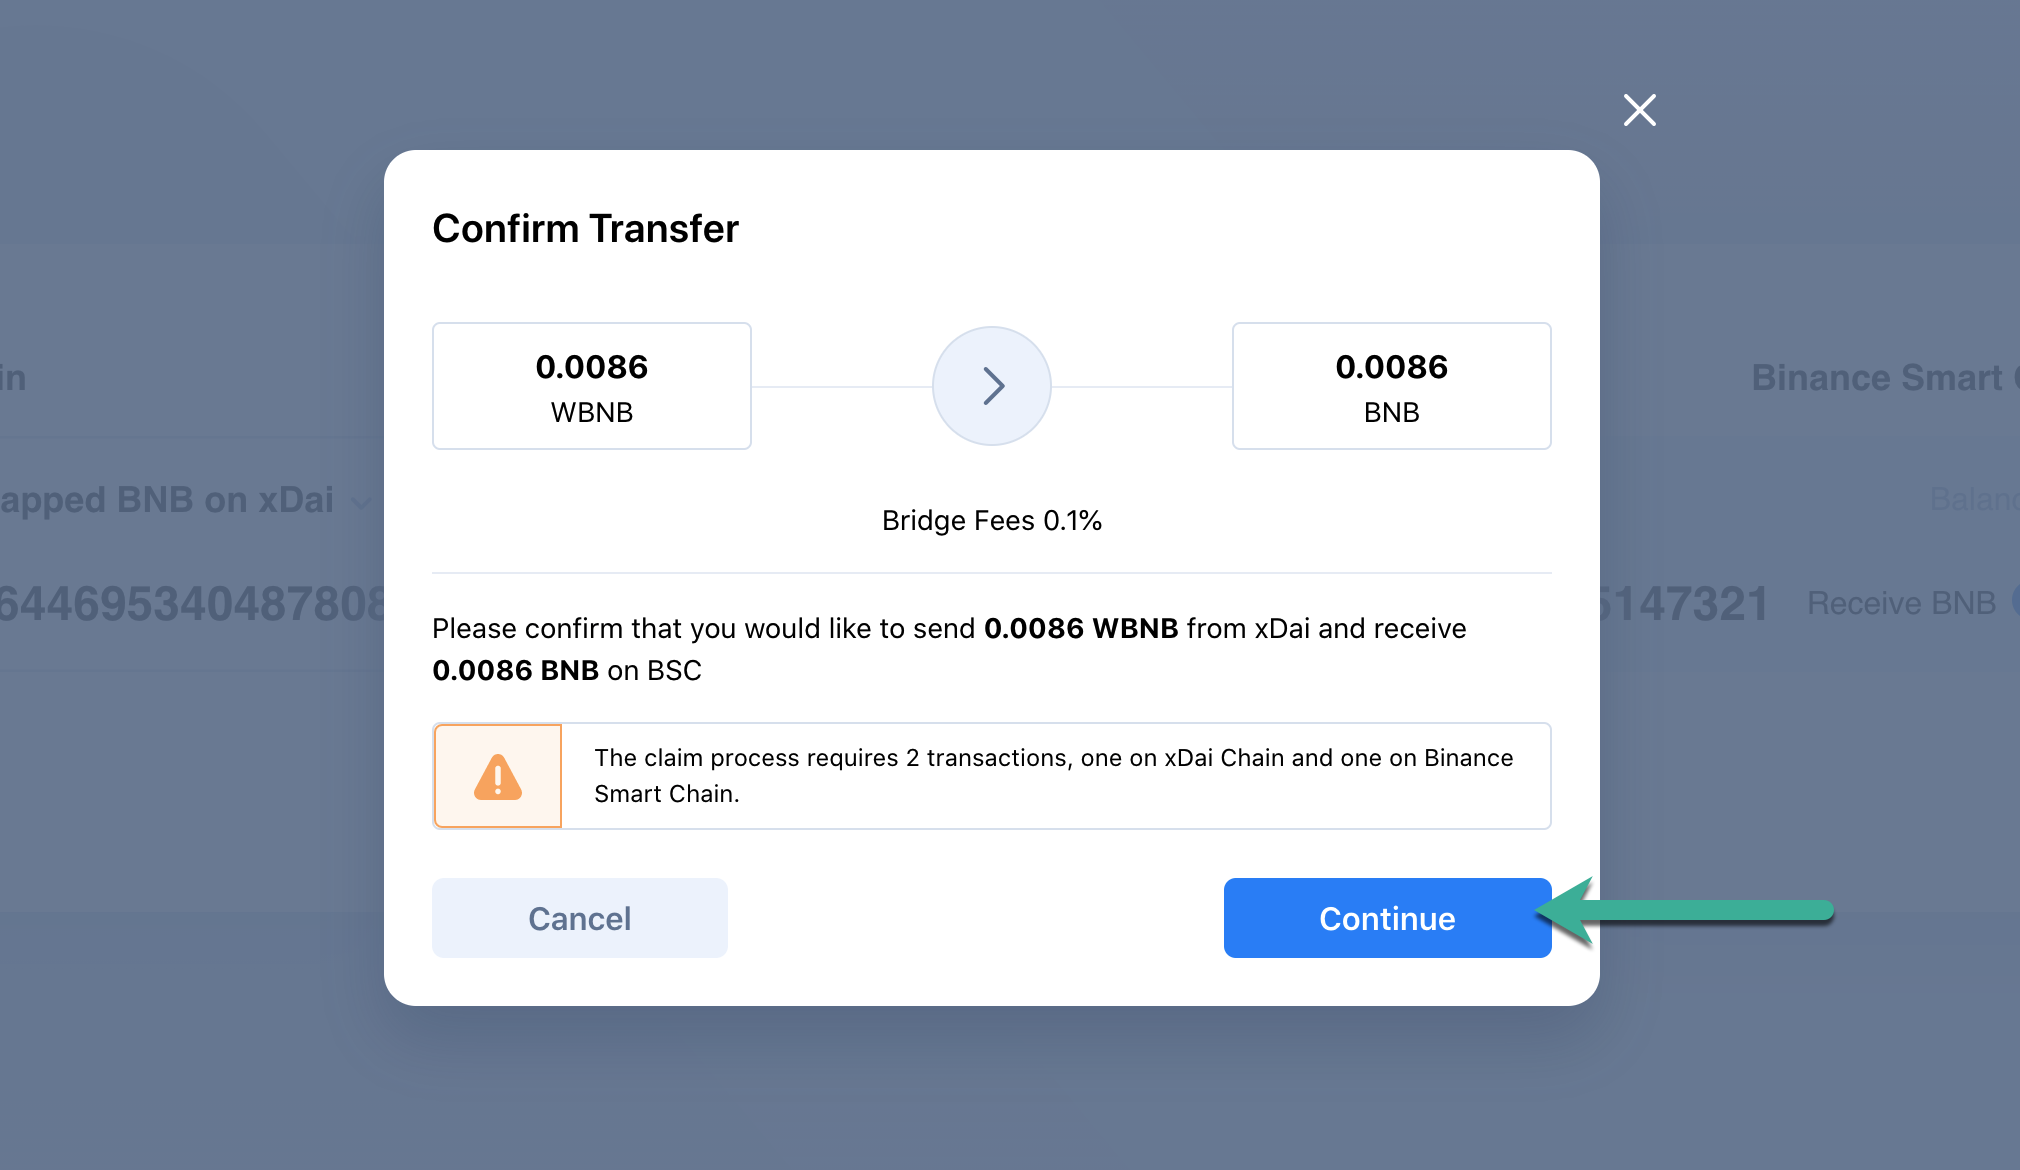 Confirm Transfer
0.0086
WBNB
0.0086
BNB
in
Binance Smart
Bridge Fees 0.1%
apped BNB on xDai
Balanc
644695340487808
5147321
Receive BNB
Please confirm that you would like to send 0.0086 WBNB from xDai and receive
0.0086 BNB on BSC
The claim process requires 2 transactions, one on xDai Chain and one on Binance
Smart Chain.
Cancel
Continue